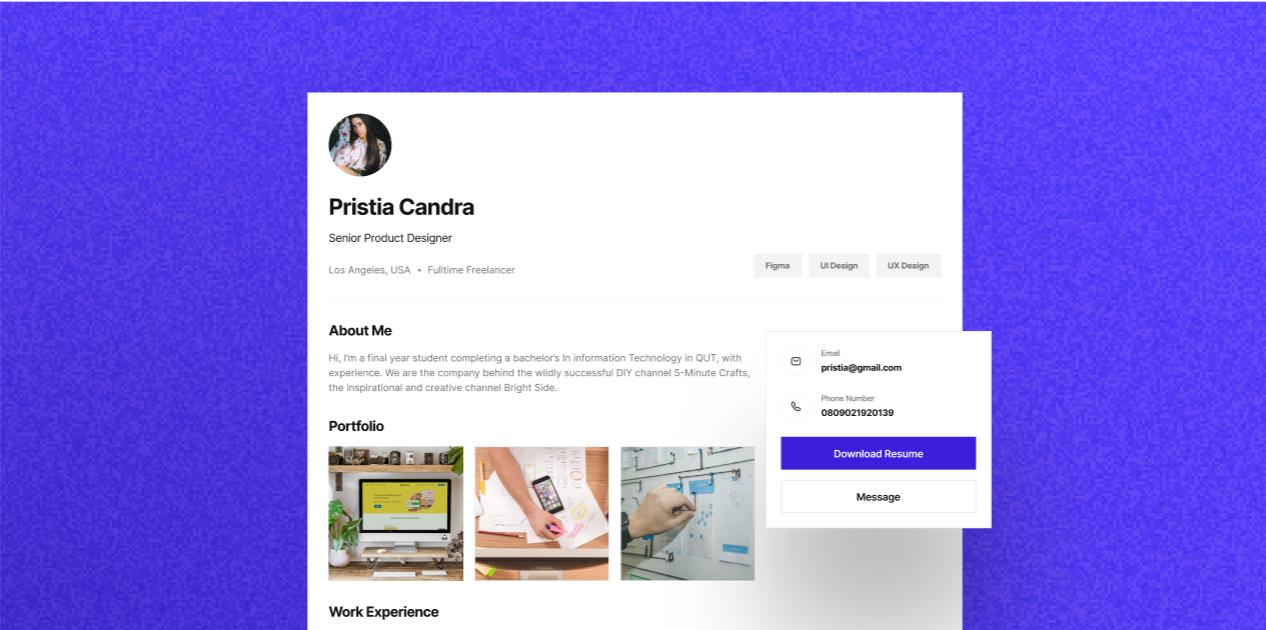 Pristia Candra
Senior Product Designer
Los Angeles, USA • Fulltime Freelancer
Figma
UI Design
UX Design
About Me
Hi, I'm a final year student completing a bachelor's In information Technology in QUT, with
experience. We are the company behind the wildly successful DIY channel 5-Minute Crafts,
the inspirational and creative channel Bright Side.
Email
pristia@gmail.com
Phone Number
0809021920139
Download Resume
Message
Portfolio
Work Experience